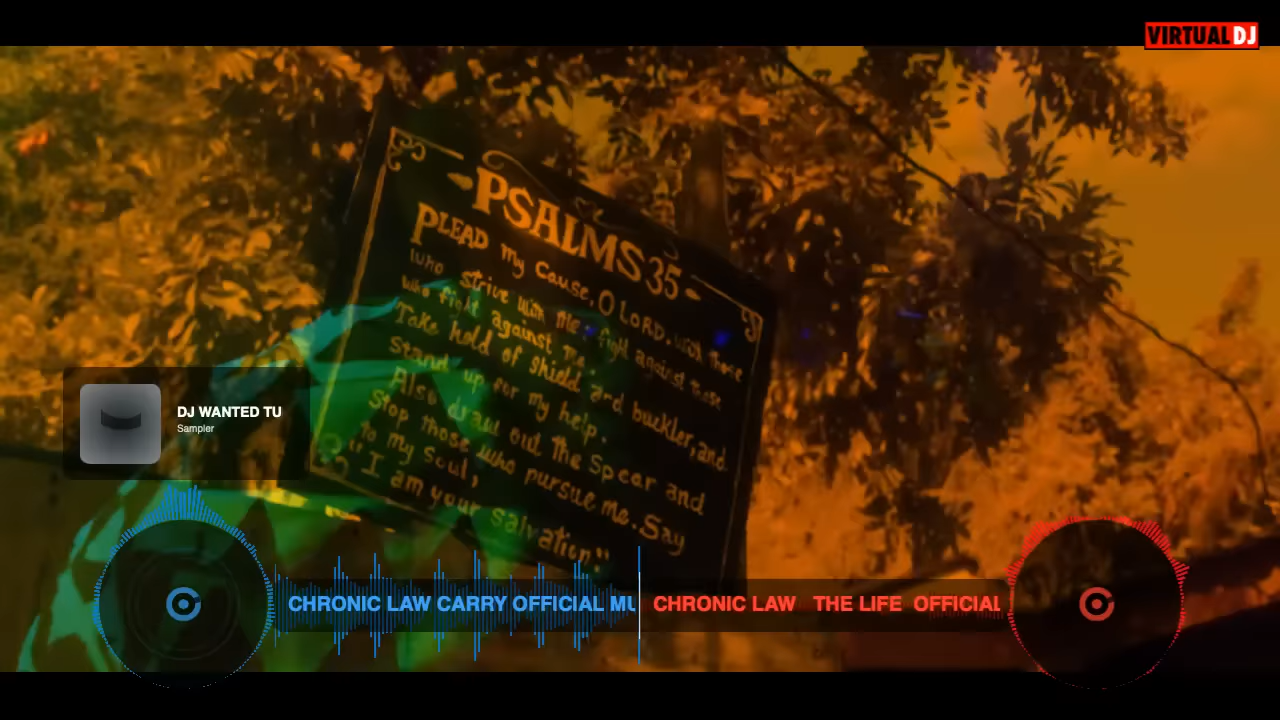 VIRTUAL DJ
PSALMS 35
PLEAD my Cause, O LORD, with those
who strive with me; fight against those
who fight against me.
Take hold of shield and buckler, and
Stand up for my help.
Also draw out the Spear and
Stop those who pursue me. Say
to my soul,
"I am your salvation"
DJ WANTED TU
Sampler
CHRONIC LAW CARRY OFFICIAL MU
CHRONIC LAW THE LIFE OFFICIAL